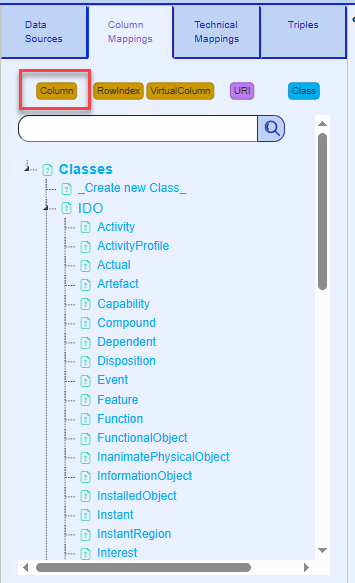 Data Sources
Column Mappings
Technical Mappings
Triples
Column
RowIndex
VirtualColumn
URI
Class
Classes
_Create new Class_
IDO
Activity
ActivityProfile
Actual
Artefact
Capability
Compound
Dependent
Disposition
Event
Feature
Function
FunctionalObject
InanimatePhysicalObject
InformationObject
InstalledObject
Instant
InstantRegion
Interest